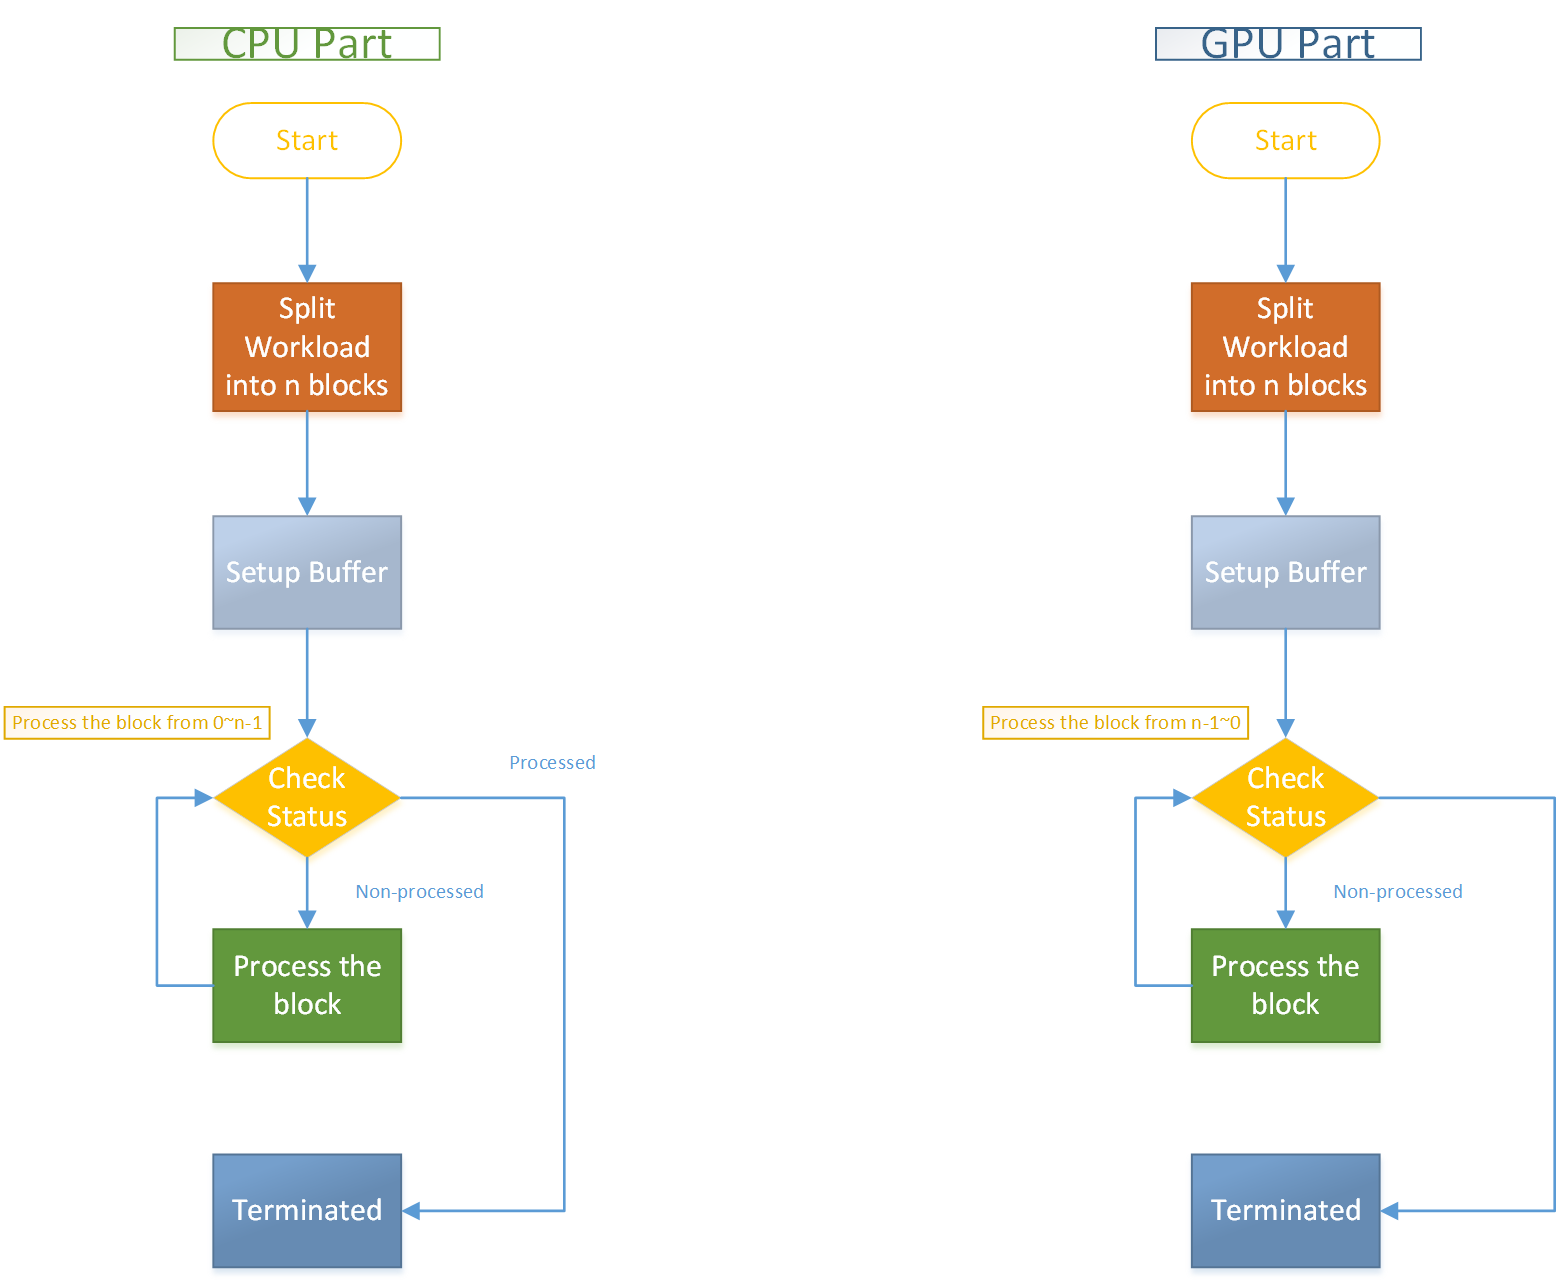 CPU Part
Start
Split
Workload
into n blocks
Setup Buffer
Process the block from 0~n-1
Check
Status
Processed
Non-processed
Process the
block
Terminated
GPU Part
Start
Split
Workload
into n blocks
Setup Buffer
Process the block from n-1~0
Check
Status
Non-processed
Process the
block
Terminated